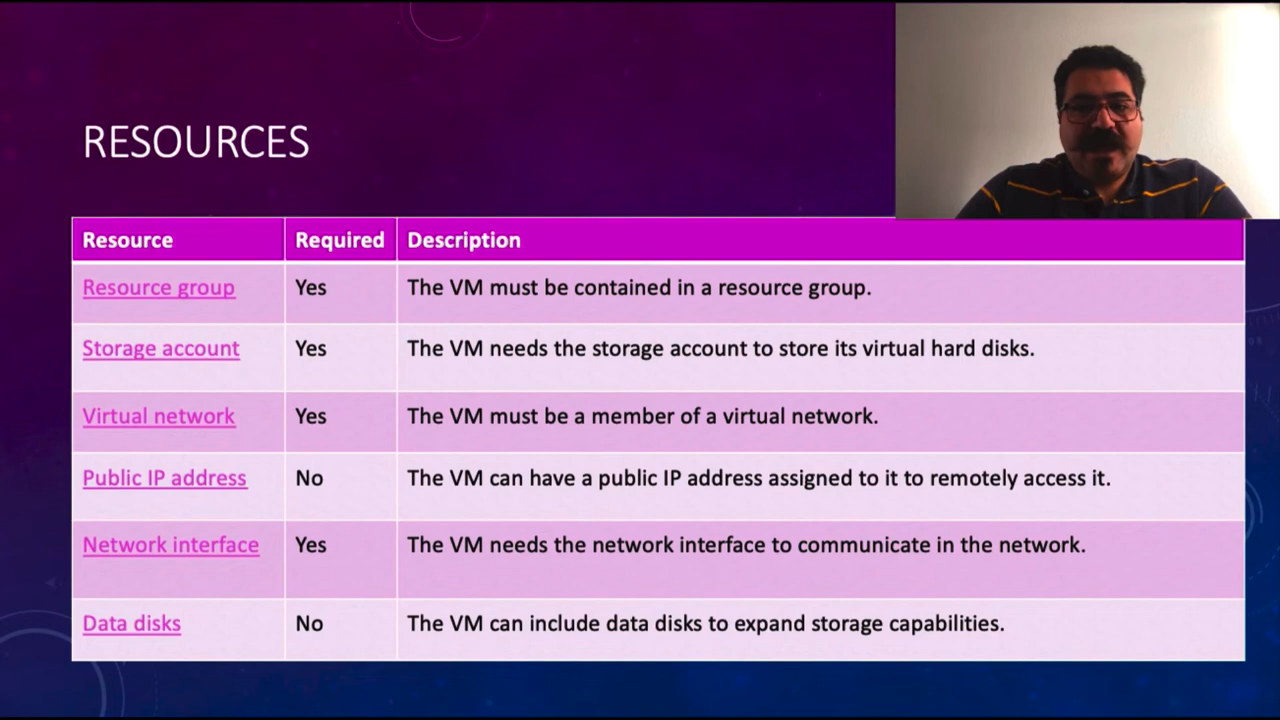 RESOURCES
Resource Required Description
Resource group Yes The VM must be contained in a resource group.
Storage account Yes The VM needs the storage account to store its virtual hard disks.
Virtual network Yes The VM must be a member of a virtual network.
Public IP address No The VM can have a public IP address assigned to it to remotely access it.
Network interface Yes The VM needs the network interface to communicate in the network.
Data disks No The VM can include data disks to expand storage capabilities.